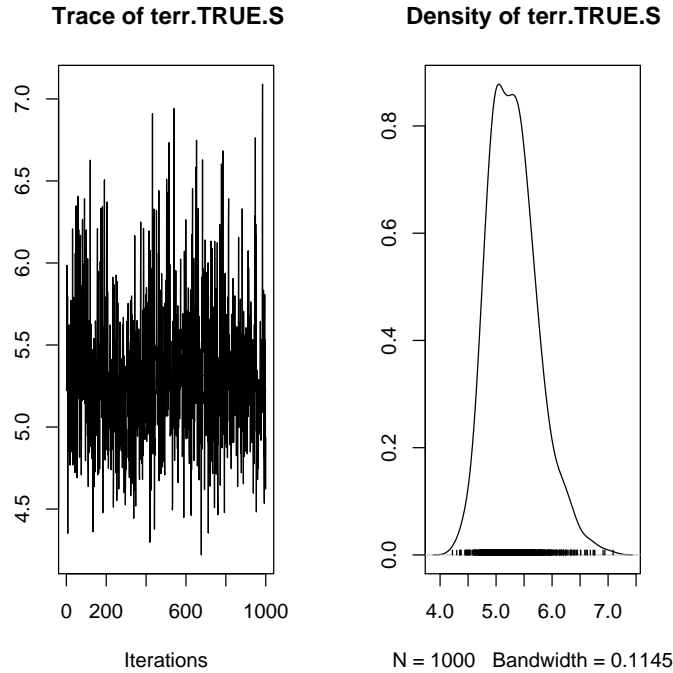 Trace of terr.TRUE.S
7.0
6.5
6.0
5.5
5.0
4.5
0 200 600 1000
Iterations
Density of terr.TRUE.S
0.8
0.6
0.4
0.2
0.0
4.0 5.0 6.0 7.0
N = 1000 Bandwidth = 0.1145